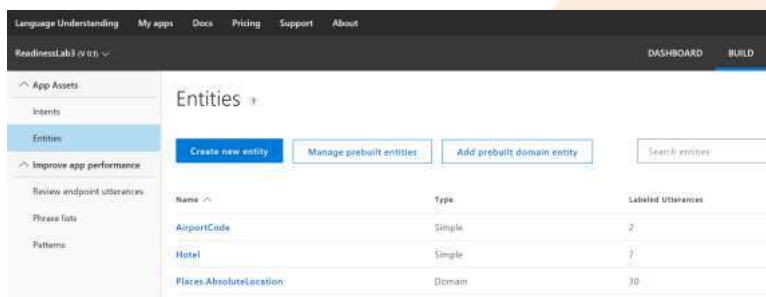 Language Understanding My apps Docs Pricing Support About
ReadinessLab3 (V 0.1) DASHBOARD BUILD
App Assets
Intents
Entities
Improve app performance
Review endpoint utterances
Phrase lists
Patterns
Entities ?
Create new entity Manage prebuilt entities Add prebuilt domain entity Search entities
Name Type Labeled Utterances
AirportCode Simple 2
Hotel Simple 7
Places.AbsoluteLocation Domain 30